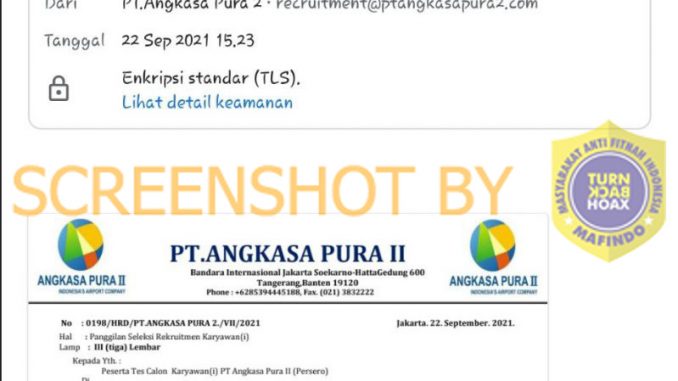 Dari PT.Angkasa Pura 2 · recruitment@ptangkasapura2.com
Tanggal 22 Sep 2021 15.23
Enkripsi standar (TLS).
Lihat detail keamanan
SCREENSHOT BY
MASYARAKAT ANTI FITNAH INDONESIA
TURN
BACK
HOAX
MAFINDO
ANGKASA PURA II
INDONESIA'S AIRPORT COMPANY
PT.ANGKASA PURA II
Bandara Internasional Jakarta Soekarno-HattaGedung 600
Tangerang,Banten 19120
Phone : +6285394445188, Fax. (021) 3832222
ANGKASA PURA II
INDONESIA'S AIRPORT COMPANY
No : 0198/HRD/PT.ANGKASA PURA 2./VII/2021 Jakarta. 22. September. 2021.
Hal : Panggilan Seleksi Rekruitmen Karyawan(i)
Lamp : III (tiga) Lembar
Kepada Yth. :
Peserta Tes Calon Karyawan(i) PT Angkasa Pura II (Persero)
Di